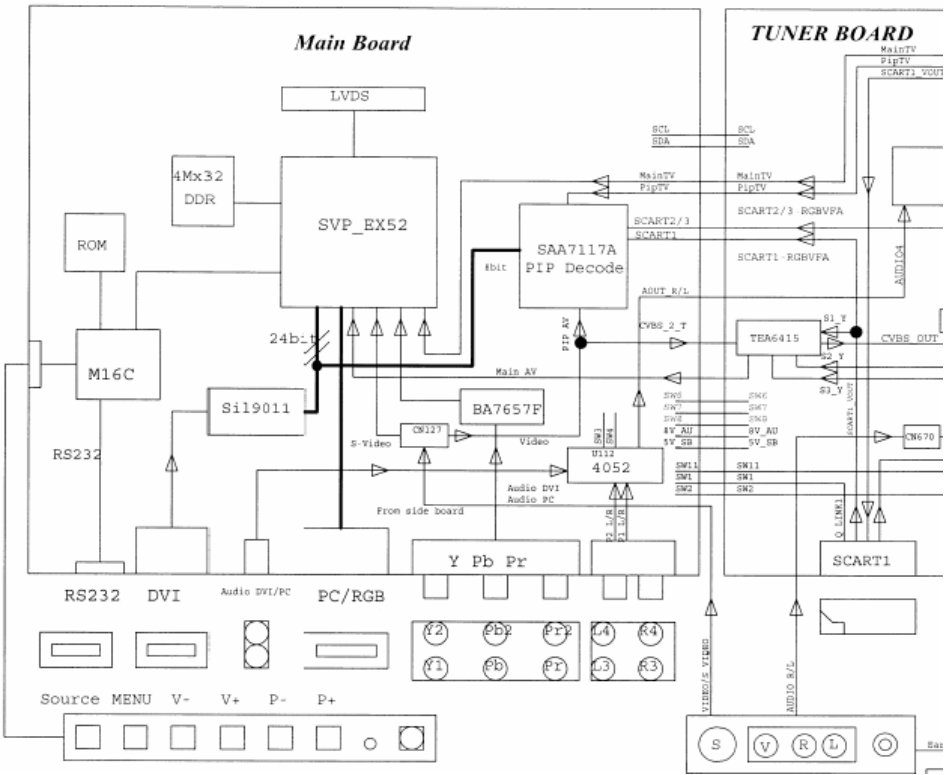 Main Board
TUNER BOARD
MainTV
PipTV
SCART1_VOUT
LVDS
SCL
SDA
SCL
SDA
4Mx32
DDR
SVP_EX52
MainTV
PipTV
MainTV
PipTV
SCART2/3-RGBVFA
SCART2/3
SCART1
SCART1-RGBVFA
ROM
SAA7117A
PIP Decode
8bit
AUDIO4
AOUT_R/L
24bit
PIP AV
CVBS_2_T
S1_Y
TEA6415
CVBS_OUT
S2_Y
S3_Y
M16C
Main AV
Sil9011
BA7657F
SW6
SW7
SW8
8V_AU
5V_SB
SW6
SW7
SW8
8V_AU
5V_SB
SCART1_VOUT
CN127
S-Video
Video
SW3
SW4
CN670
RS232
U112
4052
SW11
SW1
SW2
SW11
SW1
SW2
Audio DVI
Audio PC
From side board
P2 L/R
P1 L/R
Q_LINK1
Y Pb Pr
SCART1
RS232
DVI
Audio DVI/PC
PC/RGB
Y2
Pb2
Pr2
L4
R4
Y1
Pb
Pr
L3
R3
VIDEO/S VIDEO
AUDIO R/L
Source MENU V- V+ P- P+
S
V
R
L
Ear